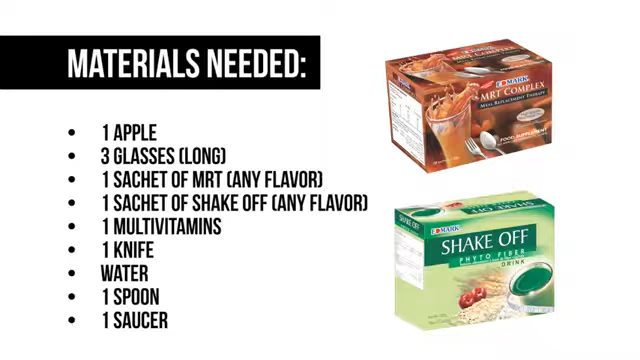 MATERIALS NEEDED:
• 1 APPLE
• 3 GLASSES (LONG)
• 1 SACHET OF MRT (ANY FLAVOR)
• 1 SACHET OF SHAKE OFF (ANY FLAVOR)
• 1 MULTIVITAMINS
• 1 KNIFE
• WATER
• 1 SPOON
• 1 SAUCER
EDMARK
MRT COMPLEX
MEAL REPLACEMENT THERAPY
FOOD SUPPLEMENT
EDMARK
SHAKE OFF
PHYTO FIBER
DRINK
SHAKE OFF